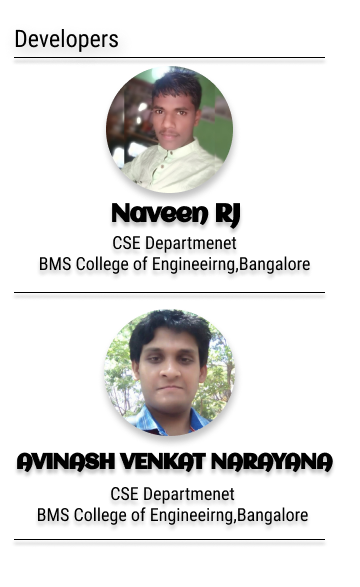 Developers
Naveen RJ
CSE Departmenet
BMS College of Engineeirng,Bangalore
AVINASH VENKAT NARAYANA
CSE Departmenet
BMS College of Engineeirng,Bangalore